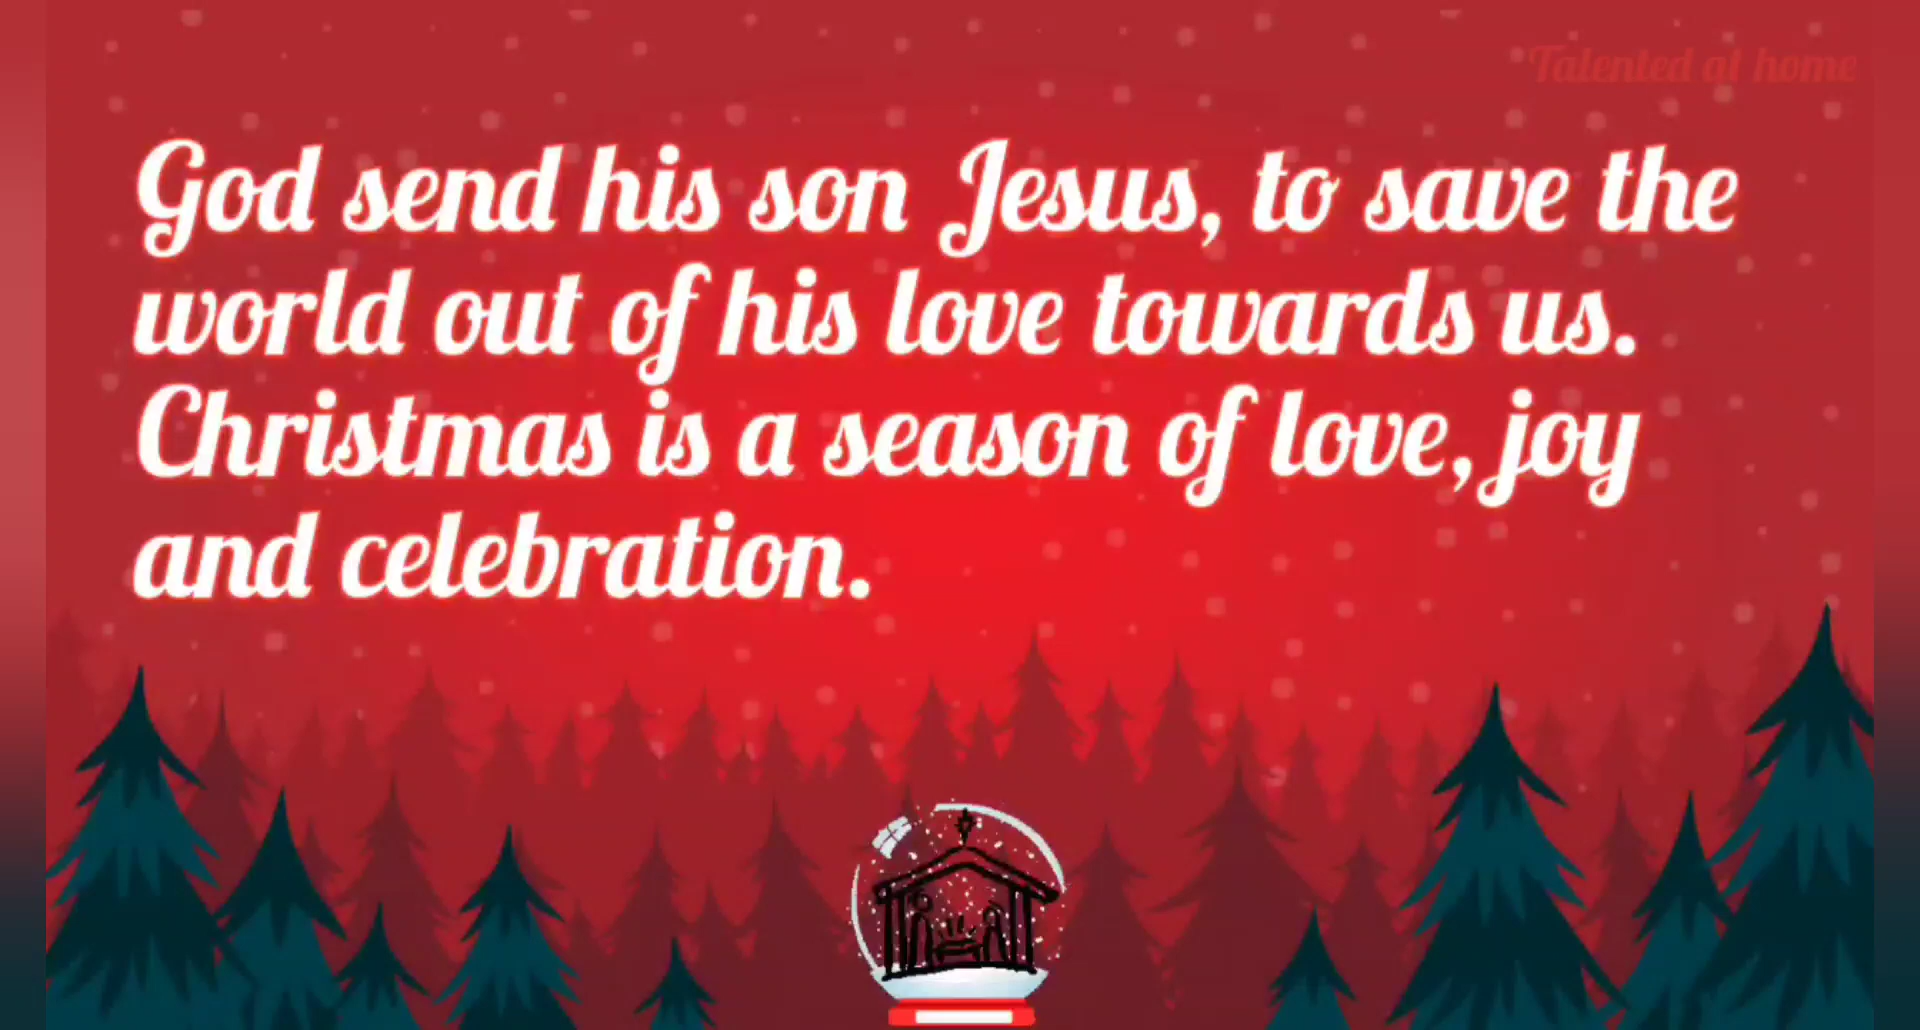 Talented at home
God send his son Jesus, to save the
world out of his love towards us.
Christmas is a season of love, joy
and celebration.